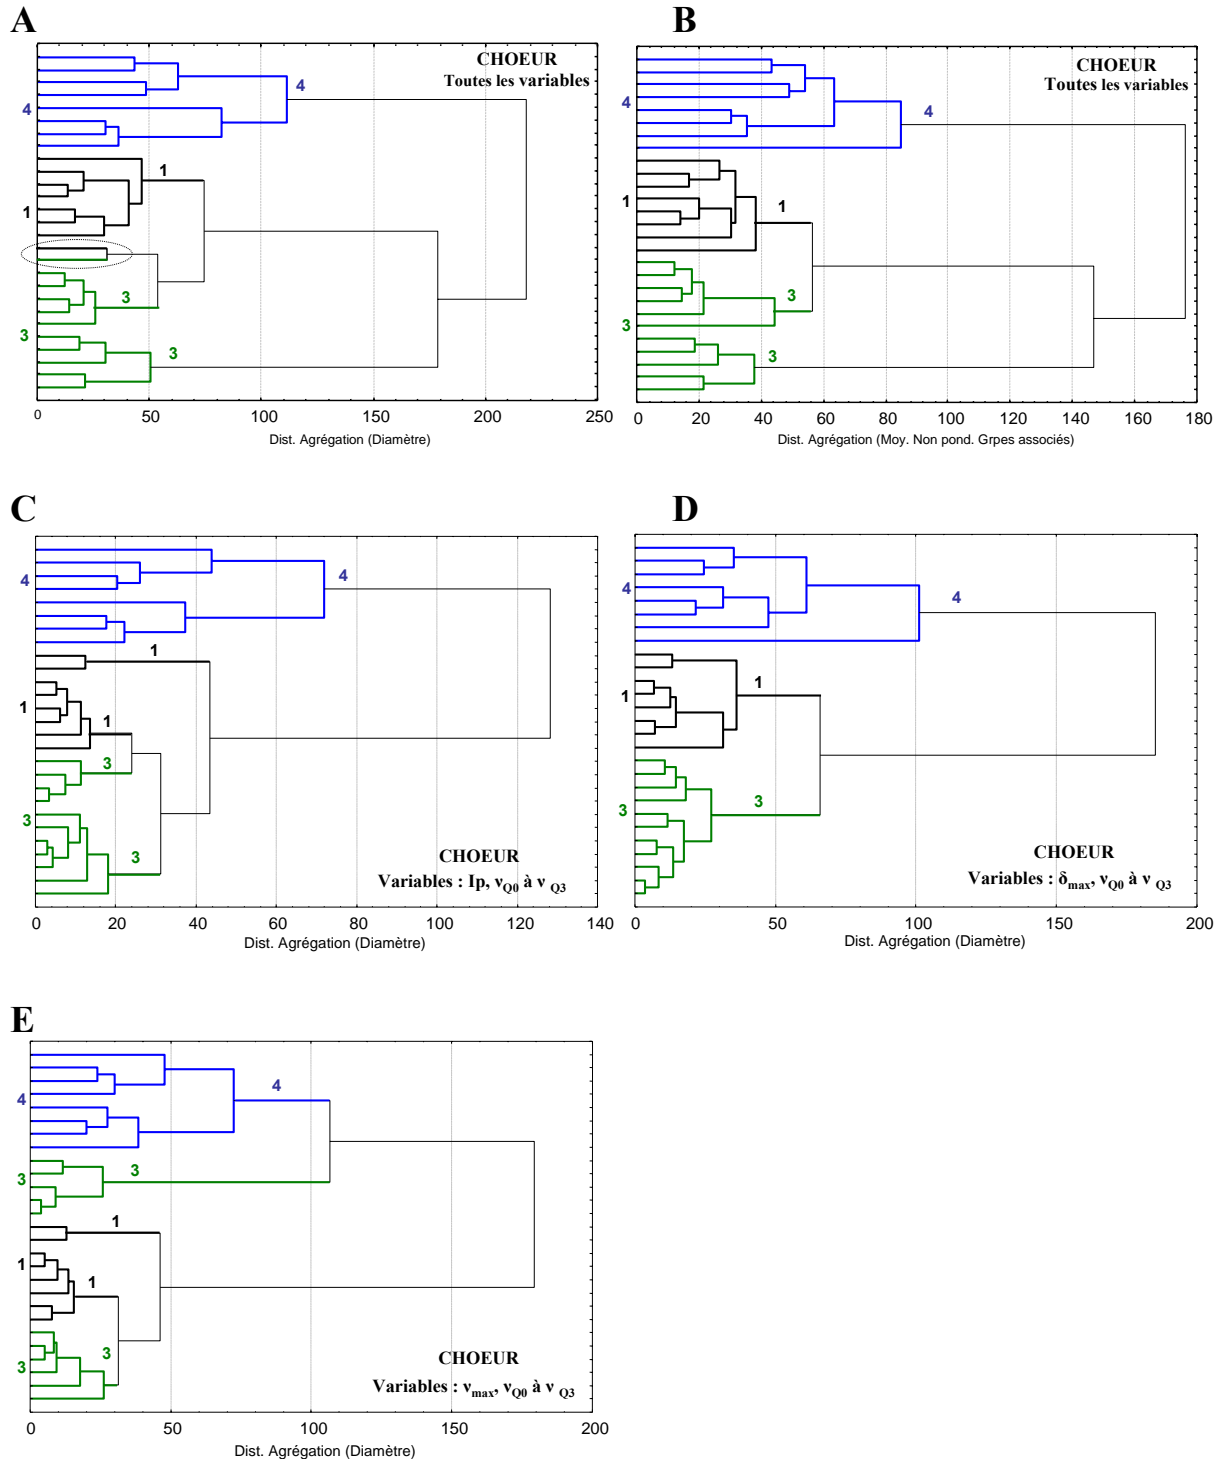 A
CHOEUR
Toutes les variables
4
4
1
1
3
3
3
0 50 100 150 200 250
Dist. Agrégation (Diamètre)
B
CHOEUR
Toutes les variables
4
4
1
1
3
3
3
0 20 40 60 80 100 120 140 160 180
Dist. Agrégation (Moy. Non pond. Grpes associés)
C
4
4
1
1
1
3
3
3
CHOEUR
Variables : Ip, νQ0 à ν Q3
0 20 40 60 80 100 120 140
Dist. Agrégation (Diamètre)
D
4
4
1
1
3
3
CHOEUR
Variables : δmax, νQ0 à ν Q3
0 50 100 150 200
Dist. Agrégation (Diamètre)
E
4
4
3
3
1
1
1
3
3
CHOEUR
Variables : νmax, νQ0 à ν Q3
0 50 100 150 200
Dist. Agrégation (Diamètre)